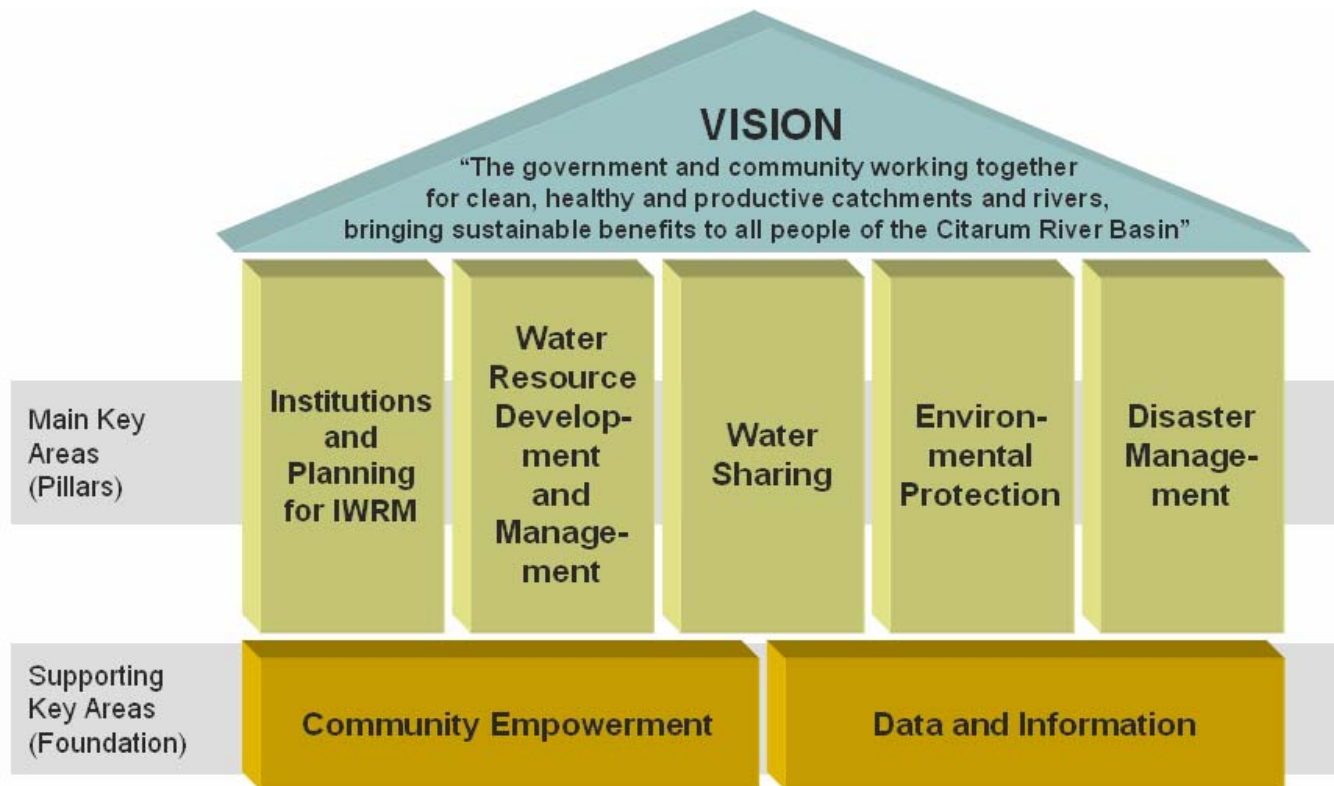 VISION
“The government and community working together
for clean, healthy and productive catchments and rivers,
bringing sustainable benefits to all people of the Citarum River Basin”
Main Key
Areas
(Pillars)
Institutions
and
Planning
for IWRM
Water
Resource
Develop-
ment
and
Manage-
ment
Water
Sharing
Environ-
mental
Protection
Disaster
Manage-
ment
Supporting
Key Areas
(Foundation)
Community Empowerment
Data and Information